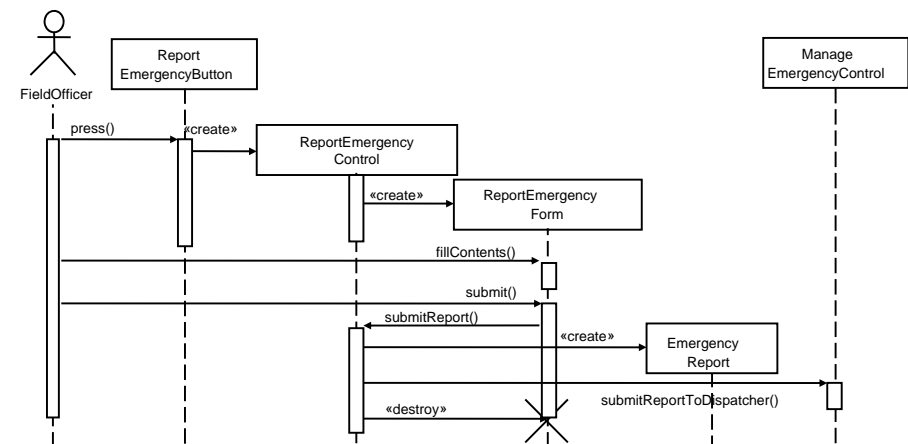 Report
EmergencyButton
Manage
EmergencyControl
FieldOfficer
press()
«create»
ReportEmergency
Control
«create»
ReportEmergency
Form
fillContents()
submit()
submitReport()
«create»
Emergency
Report
submitReportToDispatcher()
«destroy»